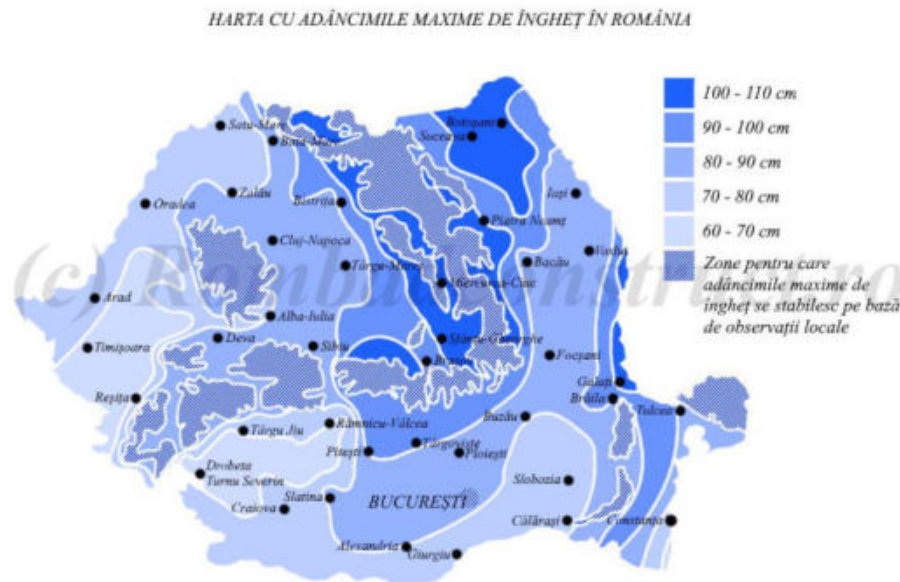 HARTA CU ADÂNCIMILE MAXIME DE ÎNGHEȚ ÎN ROMÂNIA
100 - 110 cm
90 - 100 cm
80 - 90 cm
70 - 80 cm
60 - 70 cm
Zone pentru care
adâncimile maxime de
îngheț se stabilesc pe bază
de observații locale
Botoșani
Satu-Mare
Suceava
Baia-Mare
Zalău
Iași
Oradea
Bistrița
Piatra Neamț
Cluj-Napoca
Vaslui
Târgu-Mureș
Bacău
Miercurea-Ciuc
Arad
Alba-Iulia
Deva
Sfântu-Gheorghe
Timișoara
Sibiu
Focșani
Brașov
Galați
Reșița
Brăila
Tulcea
Buzău
Râmnicu-Vâlcea
Târgu Jiu
Târgoviște
Pitești
Ploiești
Drobeta
Turnu Severin
Slobozia
Slatina
BUCUREȘTI
Craiova
Călărași
Constanța
Alexandria
Giurgiu